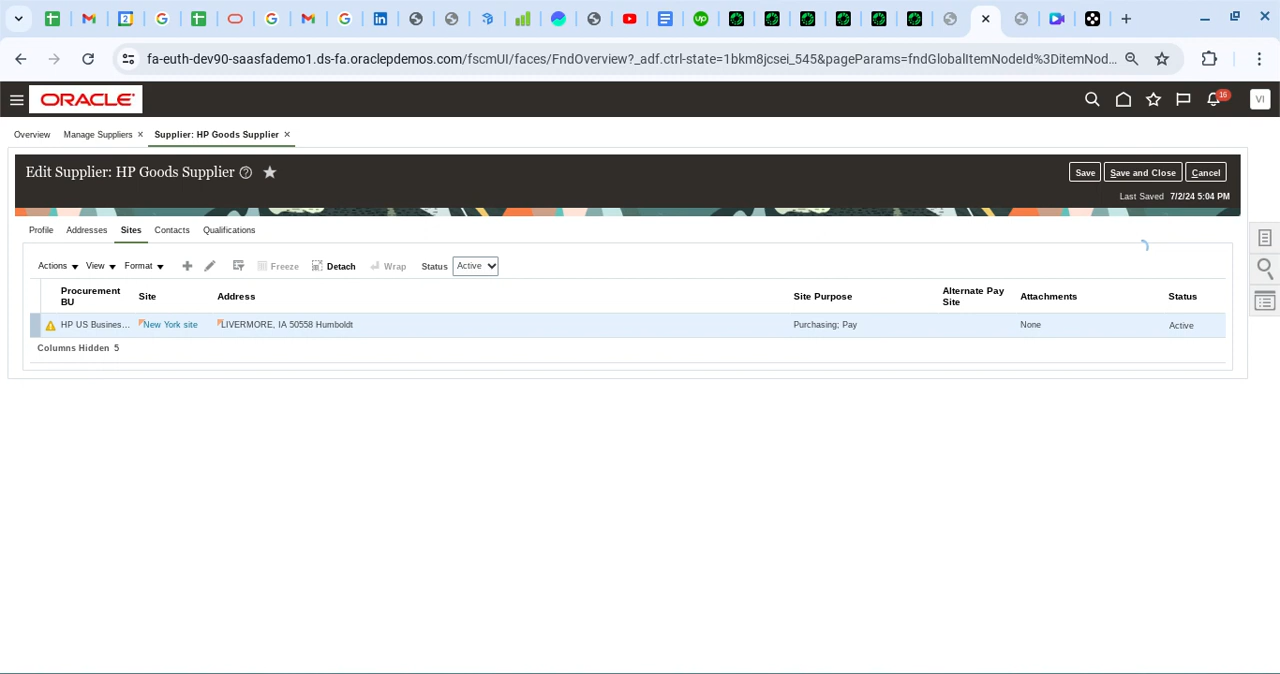 fa-euth-dev90-saasfademo1.ds-fa.oraclepdemos.com/fscmUI/faces/FndOverview?_adf.ctrl-state=1bkm8jcsei_545&pageParams=fndGlobalItemNodeId%3DitemNod...
ORACLE
16
VI
Overview
Manage Suppliers
Supplier: HP Goods Supplier
Edit Supplier: HP Goods Supplier
Save
Save and Close
Cancel
Last Saved 7/2/24 5:04 PM
Profile
Addresses
Sites
Contacts
Qualifications
Actions
View
Format
Freeze
Detach
Wrap
Status
Active
Procurement BU
Site
Address
Site Purpose
Alternate Pay Site
Attachments
Status
HP US Busines...
New York site
LIVERMORE, IA 50558 Humboldt
Purchasing; Pay
None
Active
Columns Hidden 5